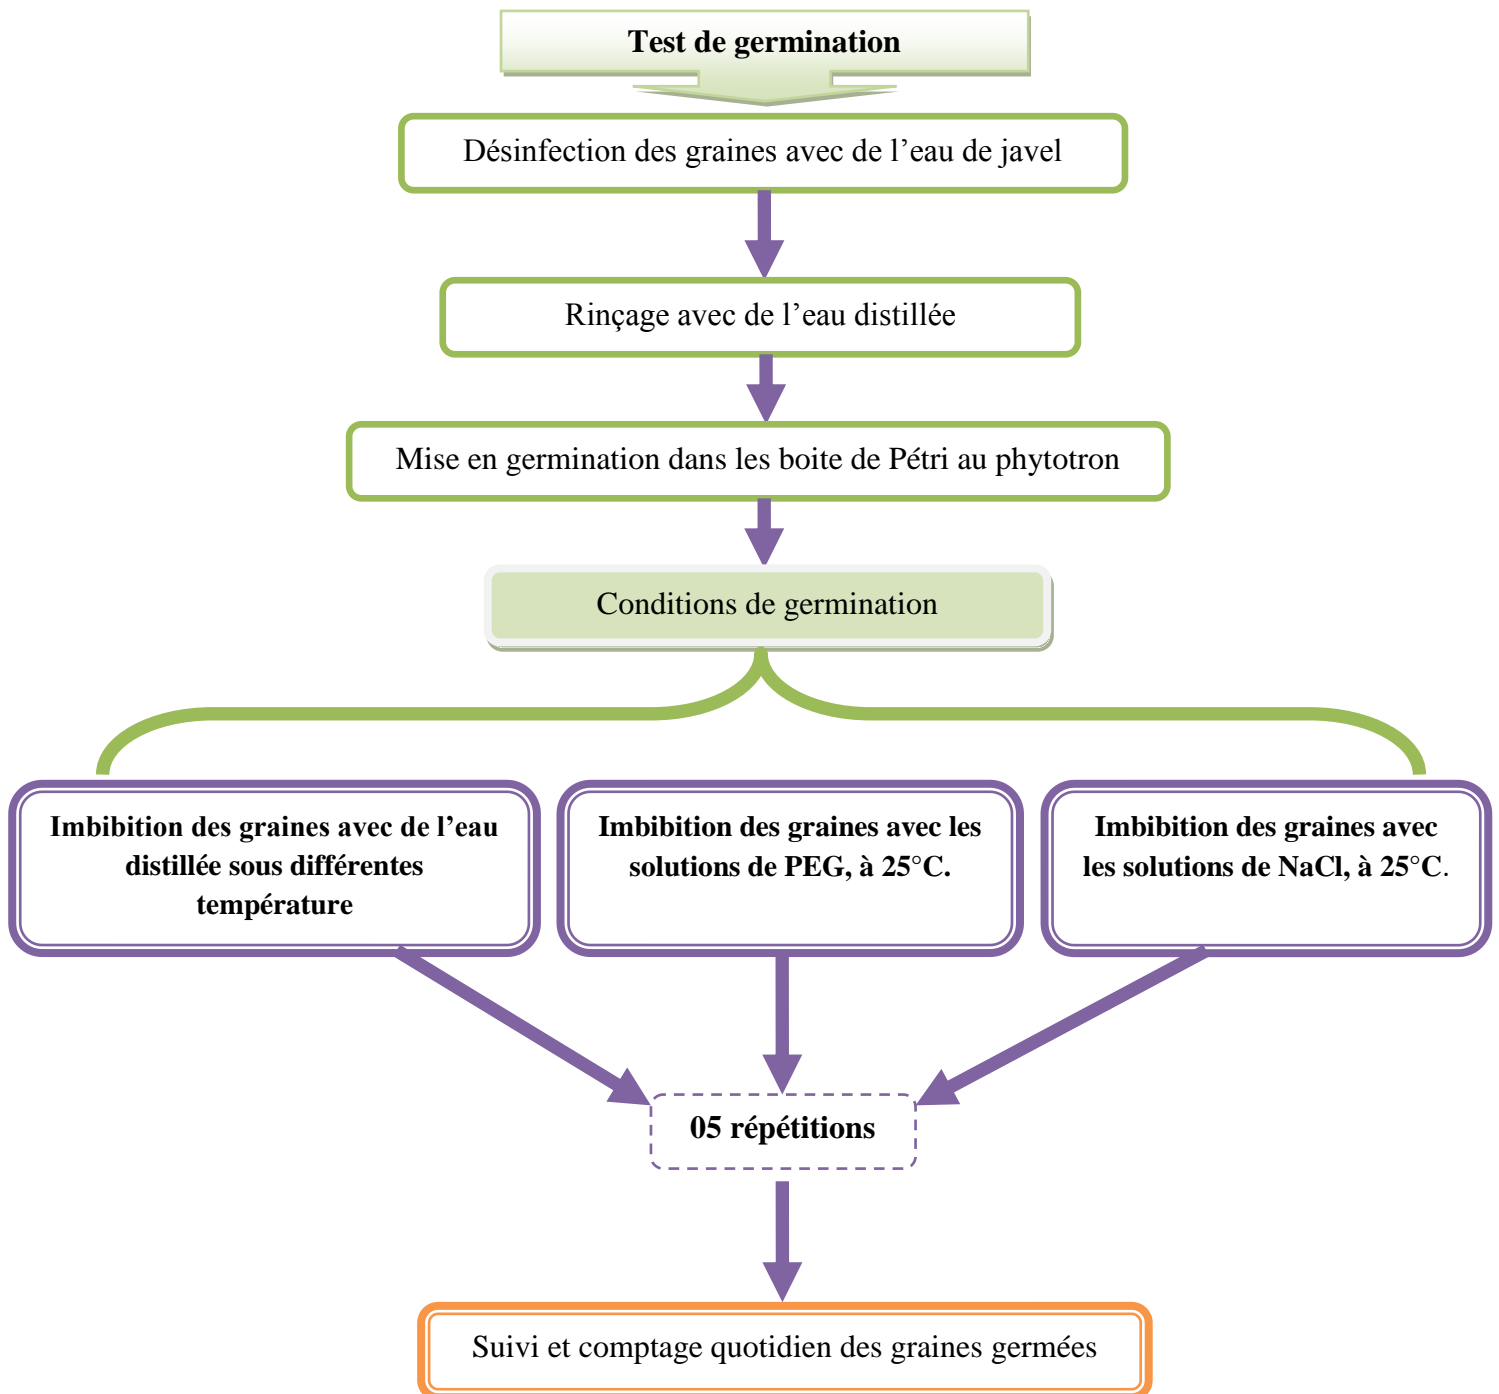 Test de germination
Désinfection des graines avec de l’eau de javel
Rinçage avec de l’eau distillée
Mise en germination dans les boite de Pétri au phytotron
Conditions de germination
Imbibition des graines avec de l’eau
distillée sous différentes
température
Imbibition des graines avec les
solutions de PEG, à 25°C.
Imbibition des graines avec
les solutions de NaCl, à 25°C.
05 répétitions
Suivi et comptage quotidien des graines germées